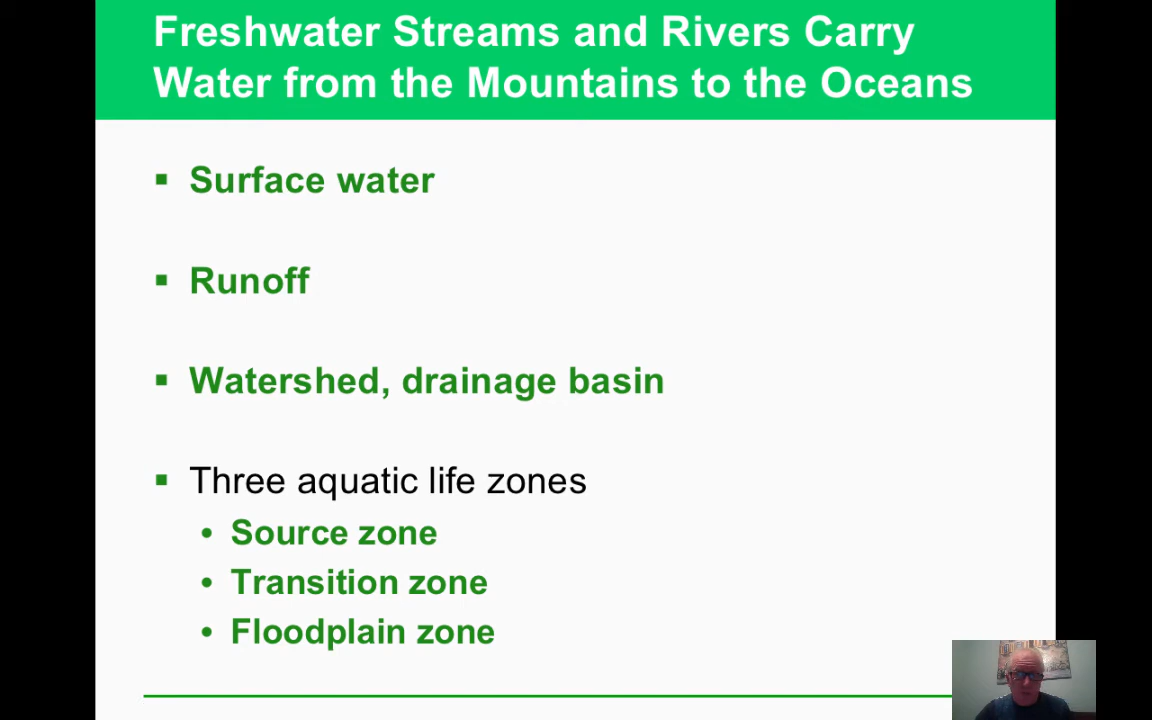 Freshwater Streams and Rivers Carry
Water from the Mountains to the Oceans
Surface water
Runoff
Watershed, drainage basin
Three aquatic life zones
Source zone
Transition zone
Floodplain zone